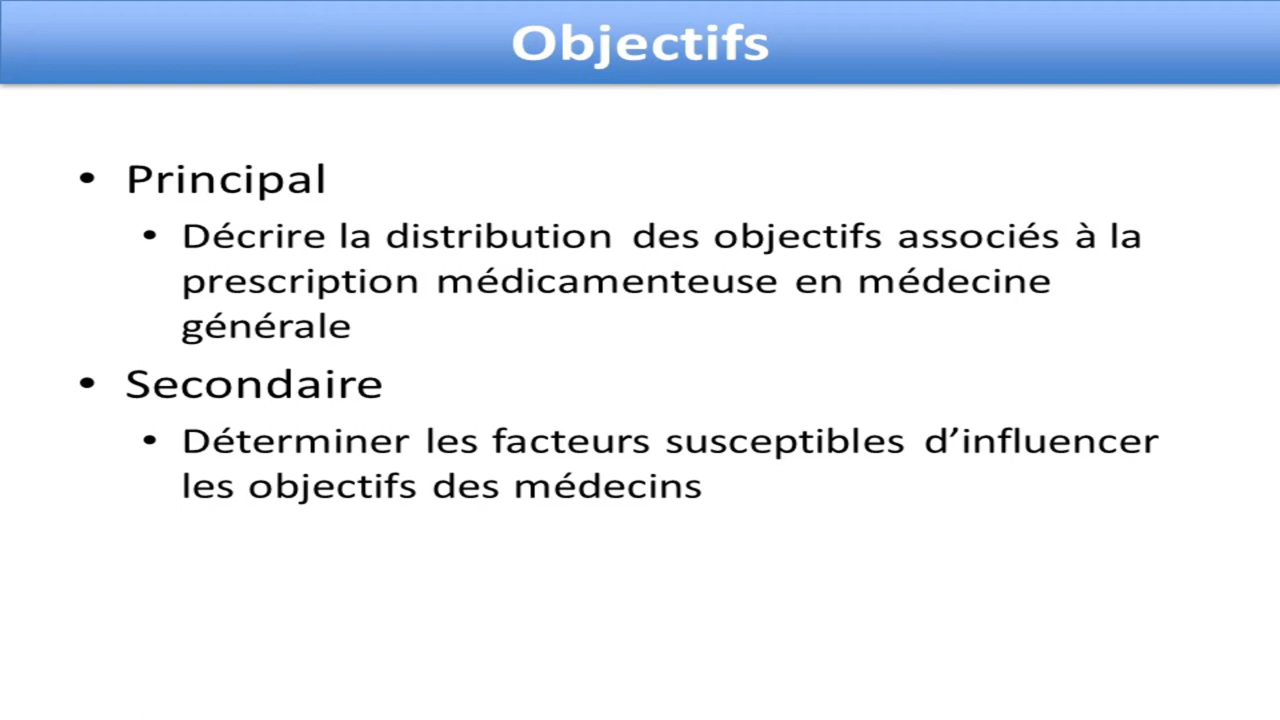 Objectifs
• Principal
• Décrire la distribution des objectifs associés à la
prescription médicamenteuse en médecine
générale
• Secondaire
• Déterminer les facteurs susceptibles d’influencer
les objectifs des médecins